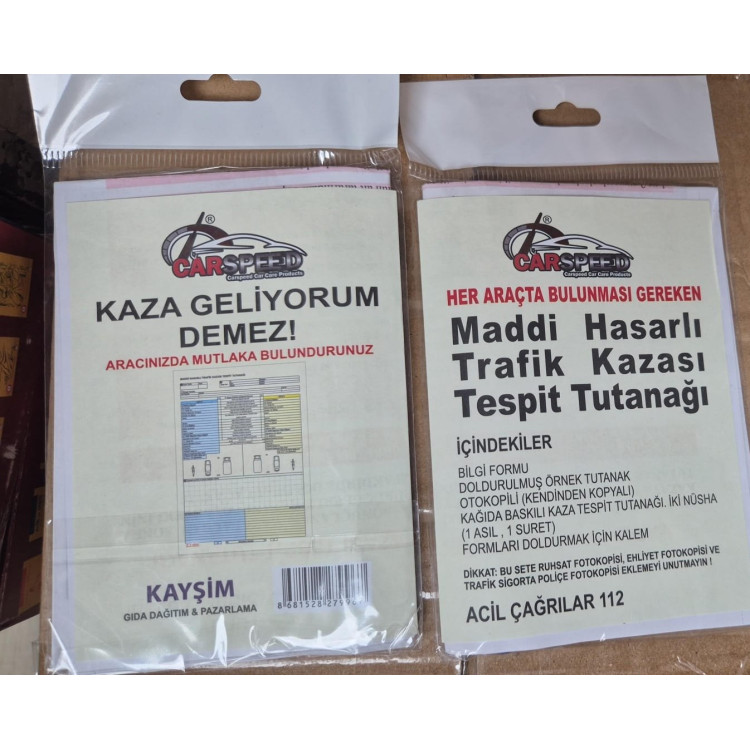 CARSPEED
Carspeed Car Care Products
KAZA GELİYORUM
DEMEZ!
ARACINIZDA MUTLAKA BULUNDURUNUZ
KAYŞİM
GIDA DAĞITIM & PAZARLAMA
®
CARSPEED
Carspeed Car Care Products
HER ARAÇTA BULUNMASI GEREKEN
Maddi Hasarlı
Trafik Kazası
Tespit Tutanağı
İÇİNDEKİLER
BİLGİ FORMU
DOLDURULMUŞ ÖRNEK TUTANAK
OTOKOPİLİ (KENDİNDEN KOPYALI)
KAĞIDA BASKILI KAZA TESPİT TUTANAĞI. İKİ NÜSHA
(1 ASIL , 1 SURET)
FORMLARI DOLDURMAK İÇİN KALEM
DİKKAT: BU SETE RUHSAT FOTOKOPİSİ, EHLİYET FOTOKOPİSİ VE
TRAFİK SİGORTA POLİÇE FOTOKOPİSİ EKLEMEYİ UNUTMAYIN !
ACİL ÇAĞRILAR 112